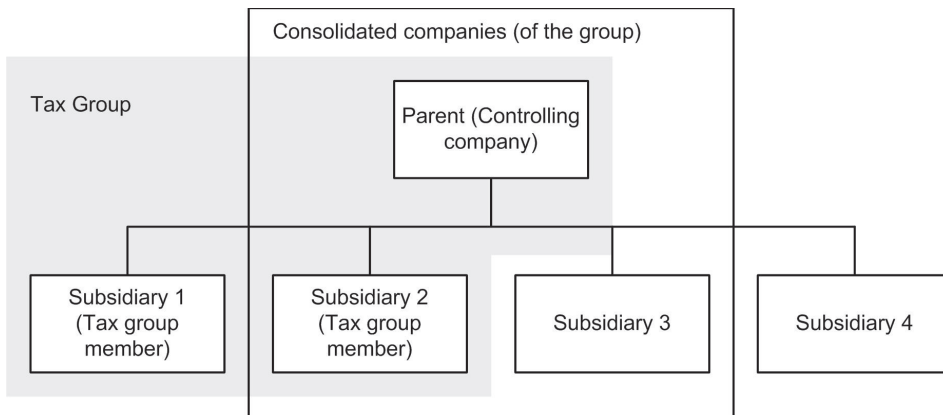 Consolidated companies (of the group)
Tax Group
Parent (Controlling
company)
Subsidiary 1
(Tax group
member)
Subsidiary 2
(Tax group
member)
Subsidiary 3
Subsidiary 4